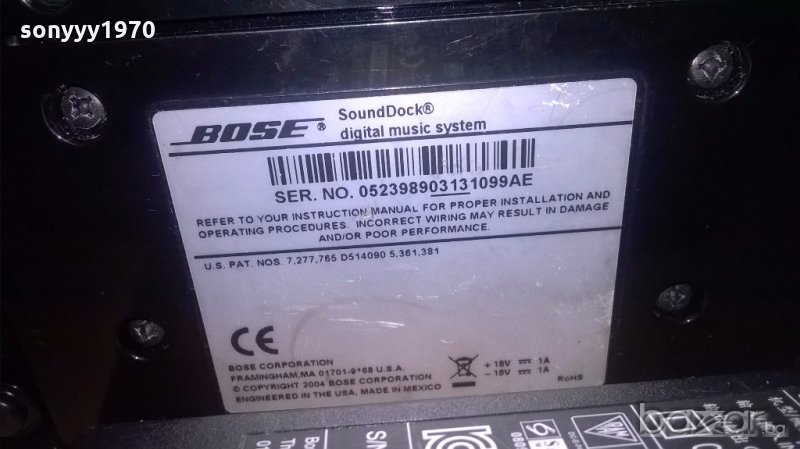 sonyyy1970
BOSE®
SoundDock®
digital music system
SER. NO. 052398903131099AE
REFER TO YOUR INSTRUCTION MANUAL FOR PROPER INSTALLATION AND
OPERATING PROCEDURES. INCORRECT WIRING MAY RESULT IN DAMAGE
AND/OR POOR PERFORMANCE.
U.S. PAT. NOS. 7,277,765 D514090 5,361,381
CE
BOSE CORPORATION
FRAMINGHAM, MA 01701-9168 U.S.A.
© COPYRIGHT 2004 BOSE CORPORATION
ENGINEERED IN THE USA, MADE IN MEXICO
+ 18V ⎓ 1A
- 18V ⎓ 1A
RoHS
bazar.bg